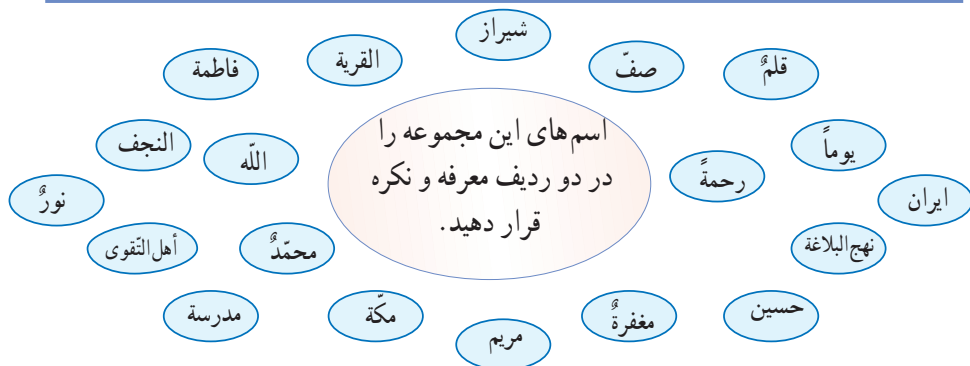 شیراز
صفّ
قلمٌ
القریة
فاطمة
یوماً
النجف
اللّه
رحمةً
ایران
نورٌ
اسم‌های این مجموعه را
در دو ردیف معرفه و نکره
قرار دهید.
نهج‌البلاغة
محمّدٌ
أهل‌التّقوی
حسین
مغفرةٌ
مکّة
مدرسة
مریم